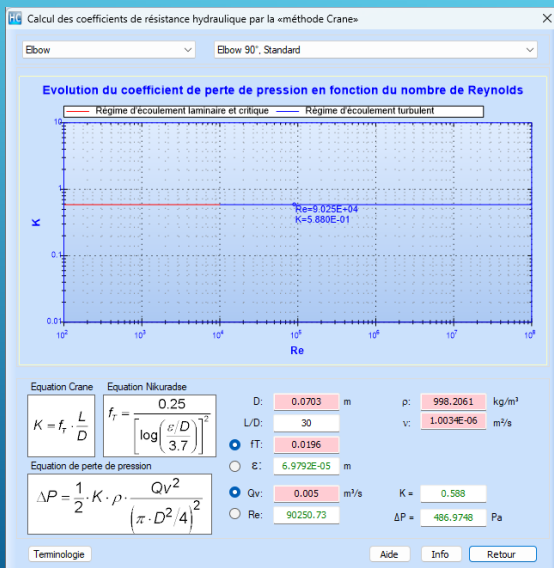 HC Calcul des coefficients de résistance hydraulique par la «méthode Crane»
Elbow Elbow 90°, Standard
Evolution du coefficient de perte de pression en fonction du nombre de Reynolds
Régime d'écoulement laminaire et critique Régime d'écoulement turbulent
10
1
K
0.1
0.01
Re=9.025E+04
K=5.880E-01
10² 10³ 10⁴ 10⁵ 10⁶ 10⁷ 10⁸
Re
Equation Crane Equation Nikuradse
K = f_T · L/D
f_T = 0.25 / [log((ε/D)/3.7)]²
Equation de perte de pression
ΔP = 1/2 · K · ρ · Qv² / (π · D²/4)²
D: 0.0703 m
L/D: 30
fT: 0.0196
ε: 6.9792E-05 m
Qv: 0.005 m³/s
Re: 90250.73
ρ: 998.2061 kg/m³
ν: 1.0034E-06 m²/s
K = 0.588
ΔP = 486.9748 Pa
Terminologie Aide Info Retour